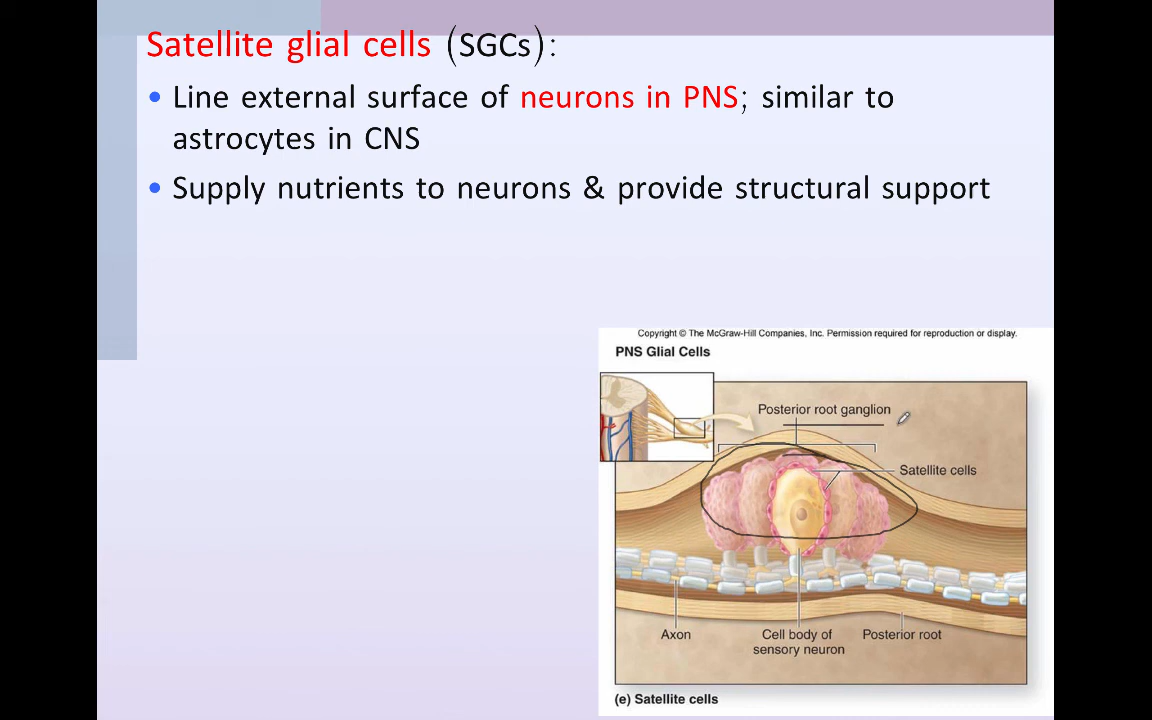 Satellite glial cells (SGCs):
• Line external surface of neurons in PNS; similar to
astrocytes in CNS
• Supply nutrients to neurons & provide structural support
Copyright © The McGraw-Hill Companies, Inc. Permission required for reproduction or display.
PNS Glial Cells
Posterior root ganglion
Satellite cells
Axon
Cell body of
sensory neuron
Posterior root
(e) Satellite cells